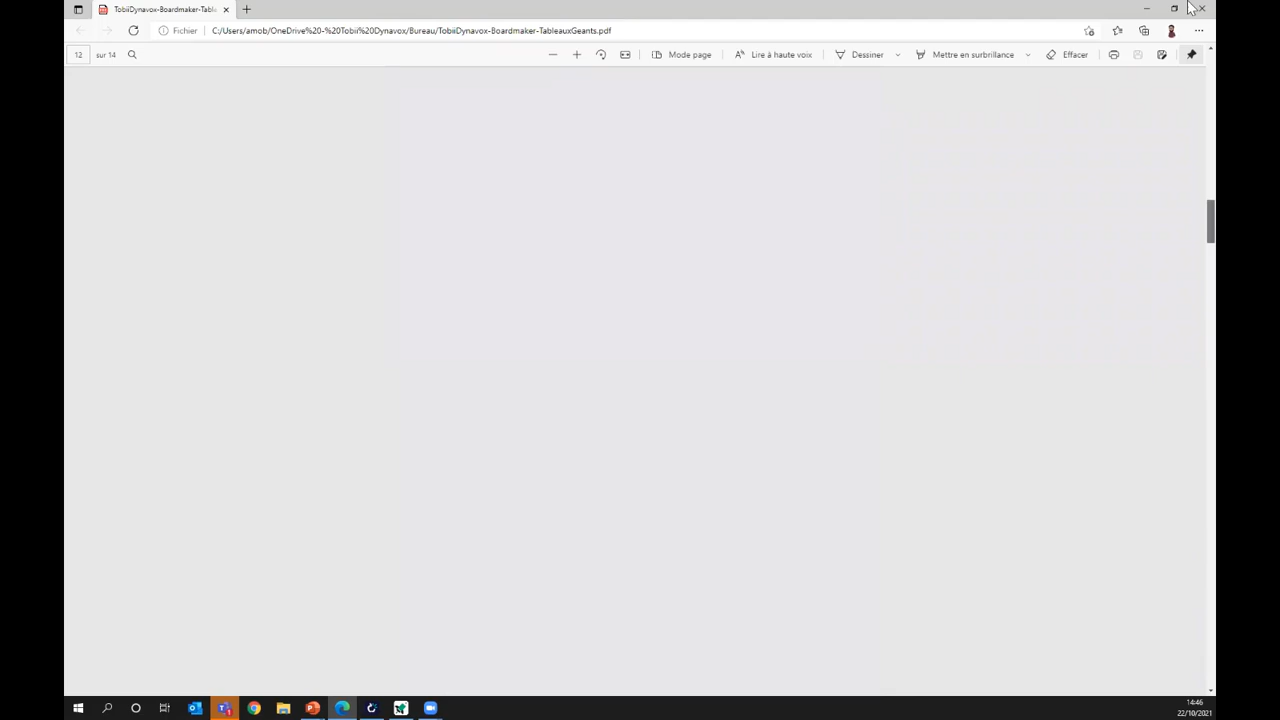 TobiiDynavox-Boardmaker-Table
Fichier
C:/Users/amob/OneDrive%20-%20Tobii%20Dynavox/Bureau/TobiiDynavox-Boardmaker-TableauxGeants.pdf
12 sur 14
Mode page
Lire à haute voix
Dessiner
Mettre en surbrillance
Effacer
14:46
22/10/2021